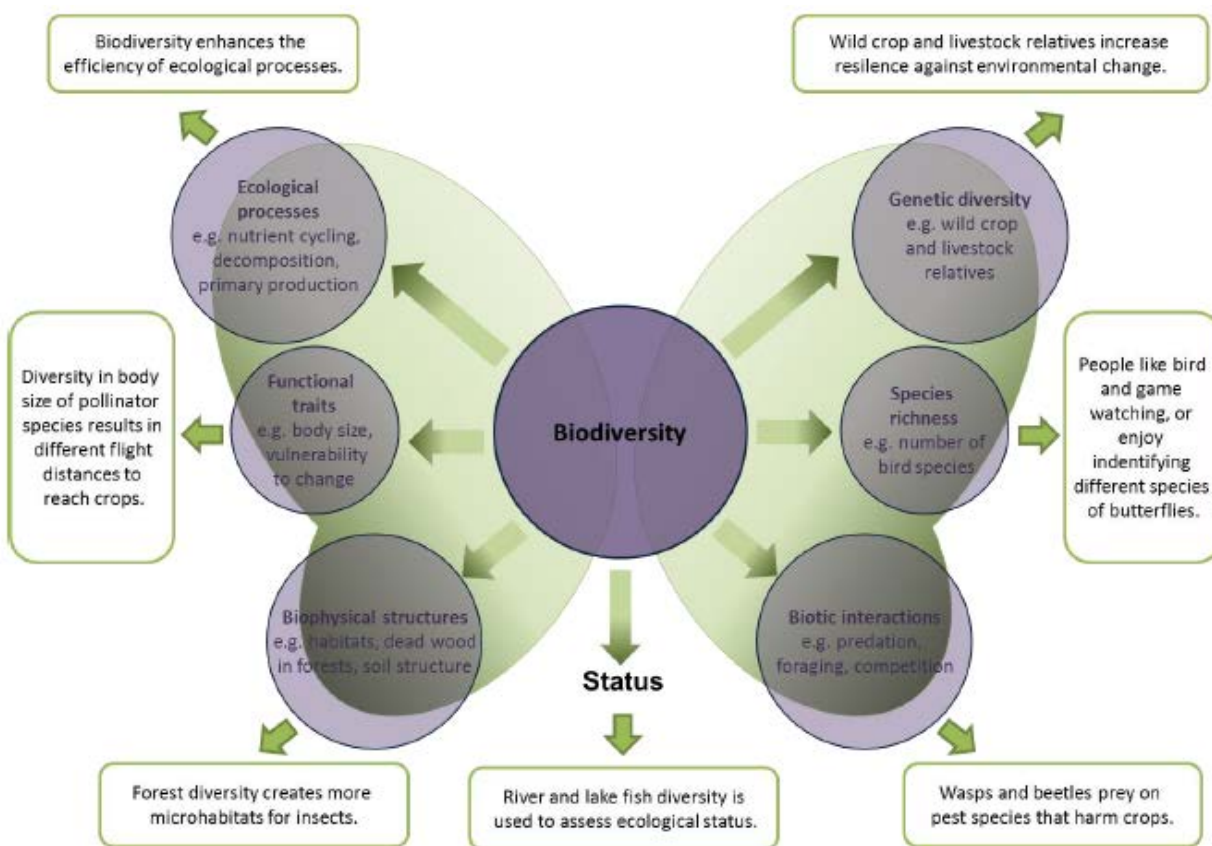 Biodiversity enhances the
efficiency of ecological processes.
Wild crop and livestock relatives increase
resilence against environmental change.
Ecological
processes
e.g. nutrient cycling,
decomposition,
primary production
Genetic diversity
e.g. wild crop
and livestock
relatives
Diversity in body
size of pollinator
species results in
different flight
distances to
reach crops.
Functional
traits
e.g. body size,
vulnerability
to change
Biodiversity
Species
richness
e.g. number of
bird species
People like bird
and game
watching, or
enjoy
indentifying
different species
of butterflies.
Biophysical structures
e.g. habitats, dead wood
in forests, soil structure
Status
Biotic interactions
e.g. predation,
foraging, competition
Forest diversity creates more
microhabitats for insects.
River and lake fish diversity is
used to assess ecological status.
Wasps and beetles prey on
pest species that harm crops.